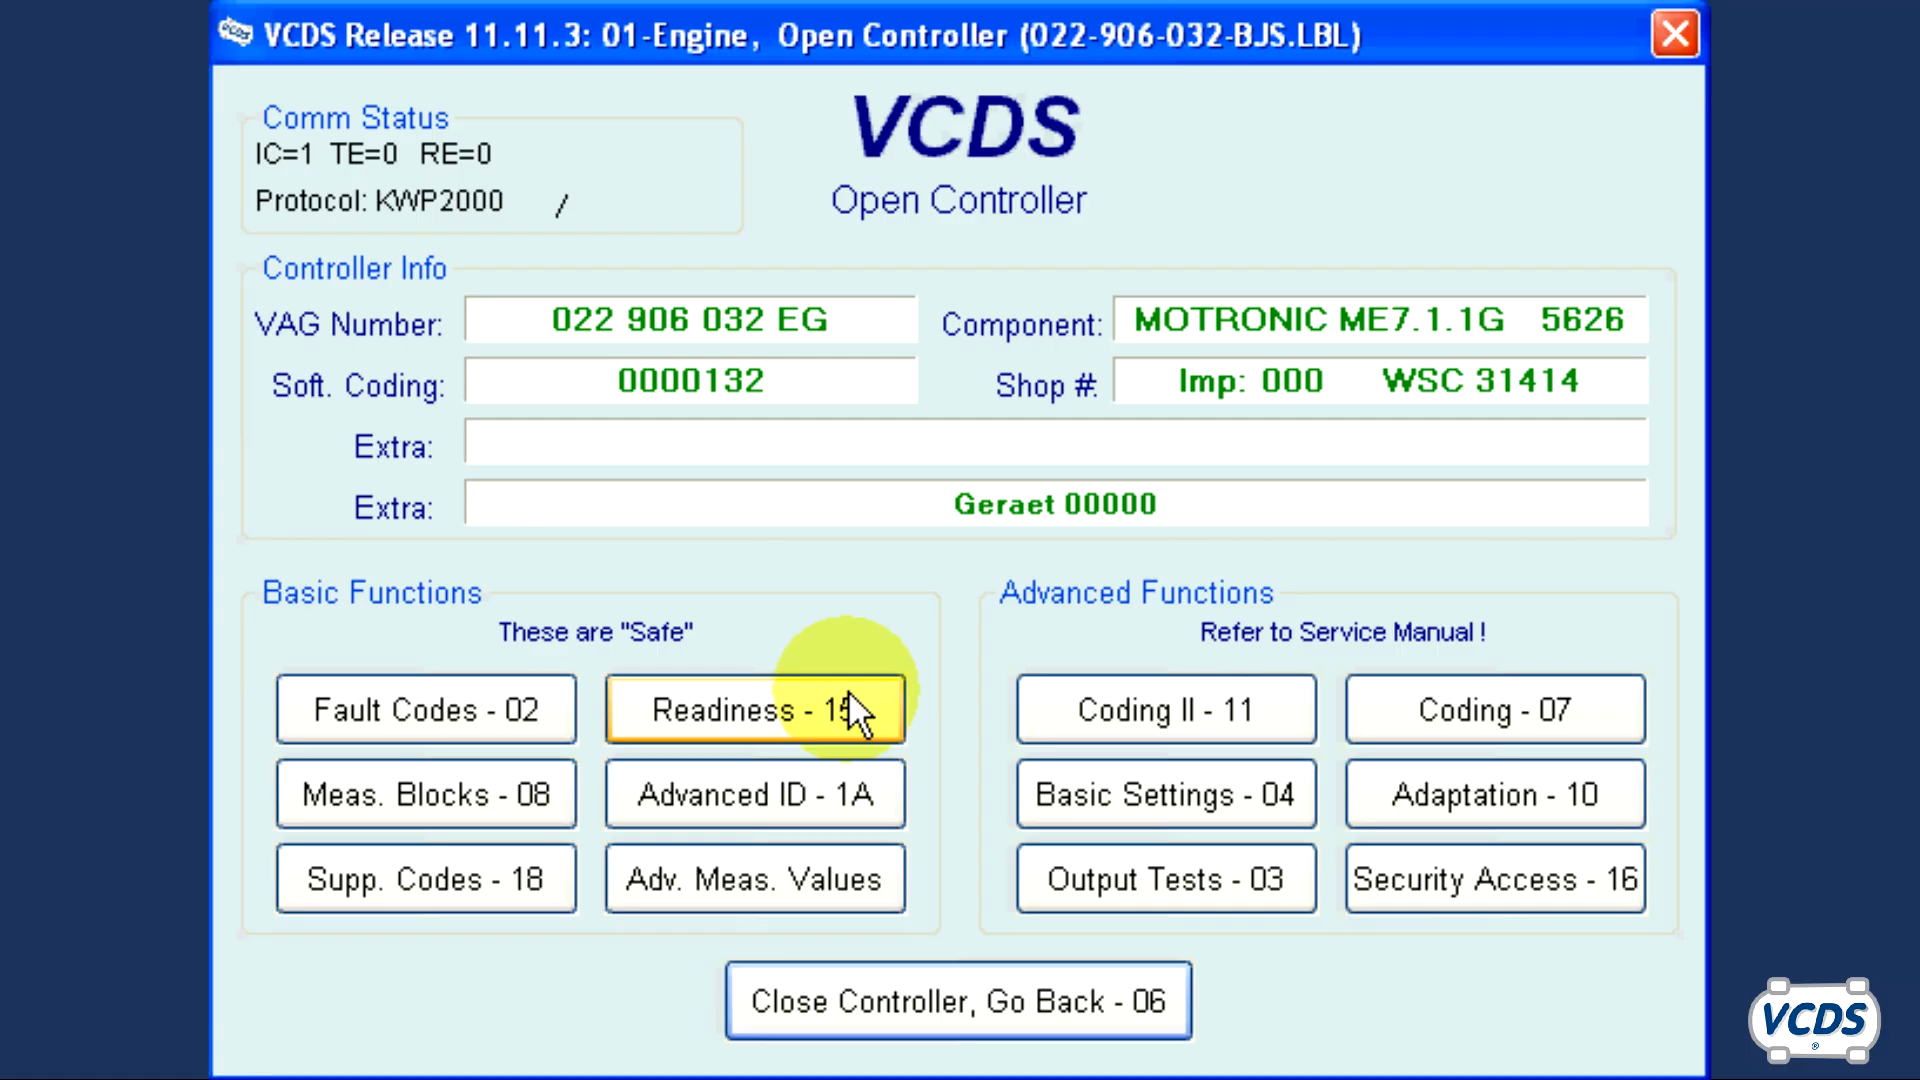 VCDS Release 11.11.3: 01-Engine, Open Controller (022-906-032-BJS.LBL)
Comm Status
IC=1 TE=0 RE=0
Protocol: KWP2000 /
VCDS
Open Controller
Controller Info
VAG Number: 022 906 032 EG Component: MOTRONIC ME7.1.1G 5626
Soft. Coding: 0000132 Shop #: Imp: 000 WSC 31414
Extra:
Extra: Geraet 00000
Basic Functions
These are "Safe"
Fault Codes - 02 Readiness - 15
Meas. Blocks - 08 Advanced ID - 1A
Supp. Codes - 18 Adv. Meas. Values
Advanced Functions
Refer to Service Manual !
Coding II - 11 Coding - 07
Basic Settings - 04 Adaptation - 10
Output Tests - 03 Security Access - 16
Close Controller, Go Back - 06
VCDS
®